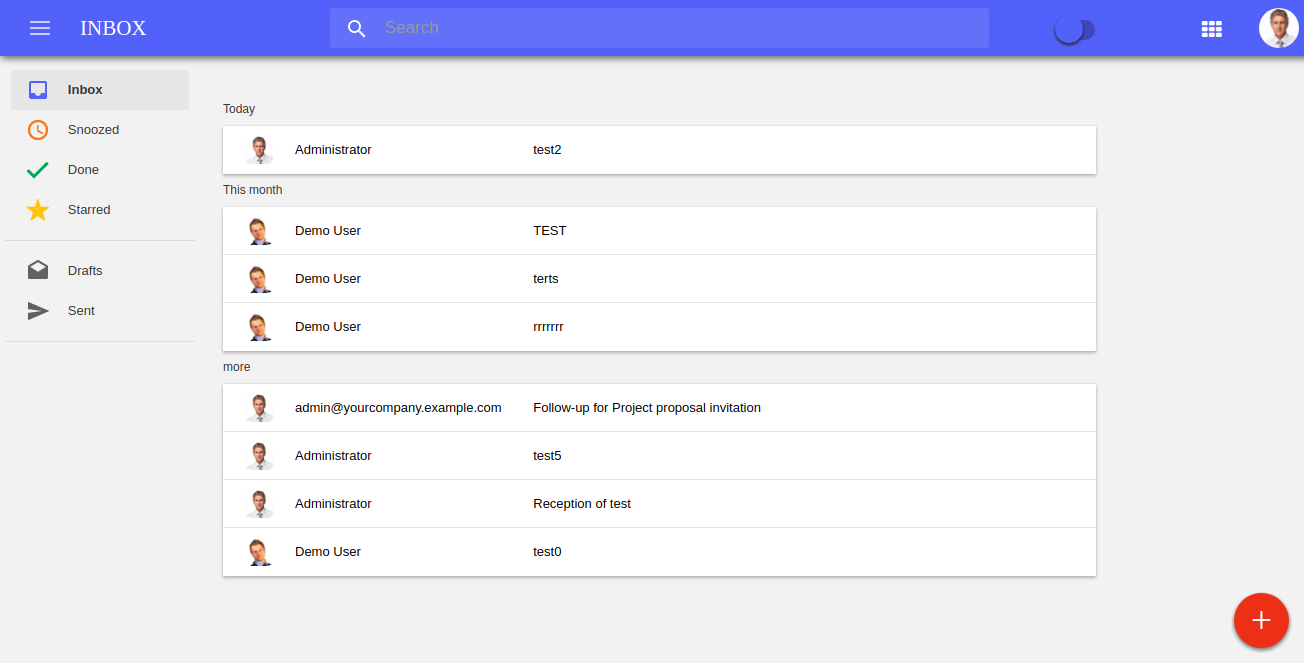 INBOX
Search
Inbox
Snoozed
Done
Starred
Drafts
Sent
Today
Administrator test2
This month
Demo User TEST
Demo User terts
Demo User rrrrrrr
more
admin@yourcompany.example.com Follow-up for Project proposal invitation
Administrator test5
Administrator Reception of test
Demo User test0